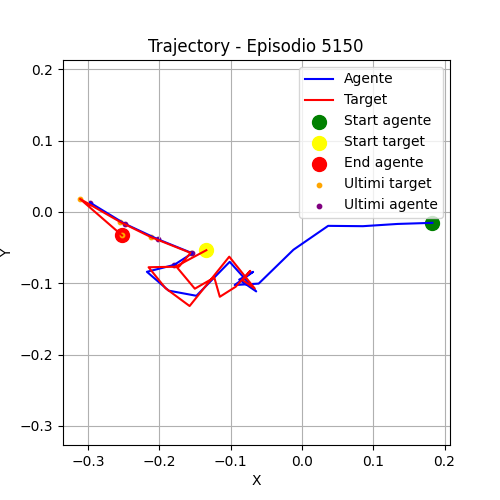 Trajectory - Episodio 5150
0.2
0.1
0.0
−0.1
−0.2
−0.3
Y
Agente
Target
Start agente
Start target
End agente
Ultimi target
Ultimi agente
−0.3 −0.2 −0.1 0.0 0.1 0.2
X